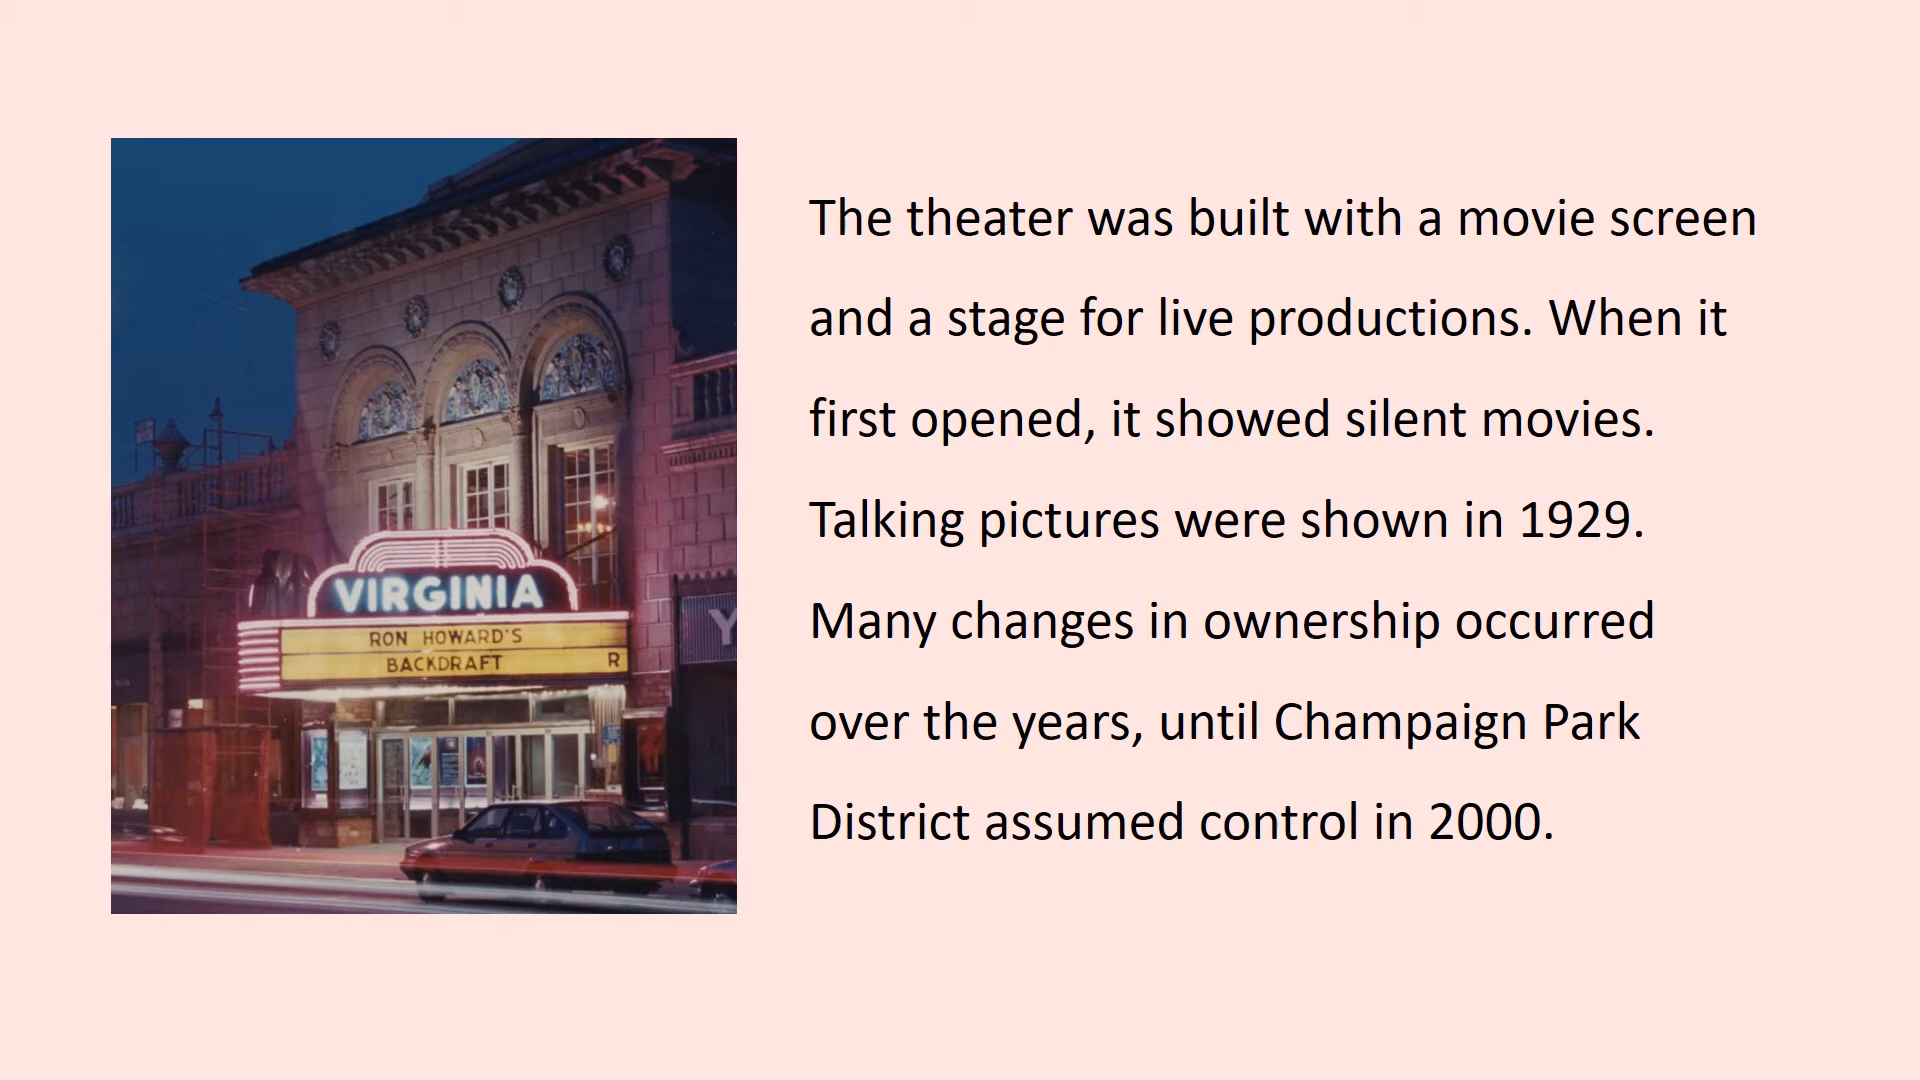 The theater was built with a movie screen
and a stage for live productions. When it
first opened, it showed silent movies.
Talking pictures were shown in 1929.
Many changes in ownership occurred
over the years, until Champaign Park
District assumed control in 2000.
VIRGINIA
RON HOWARD'S
BACKDRAFT R
Y